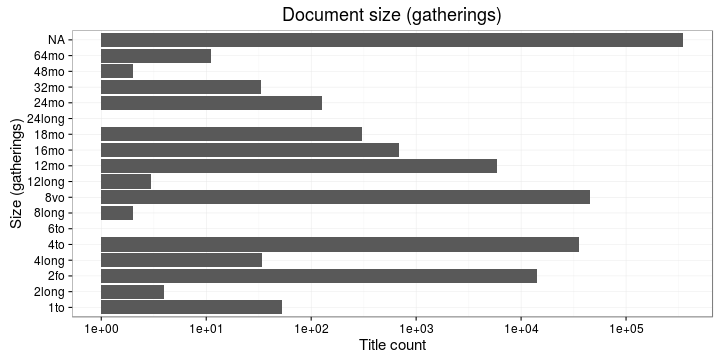 Document size (gatherings)
NA
64mo
48mo
32mo
24mo
24long
18mo
16mo
12mo
12long
8vo
8long
6to
4to
4long
2fo
2long
1to
Size (gatherings)
1e+00 1e+01 1e+02 1e+03 1e+04 1e+05
Title count